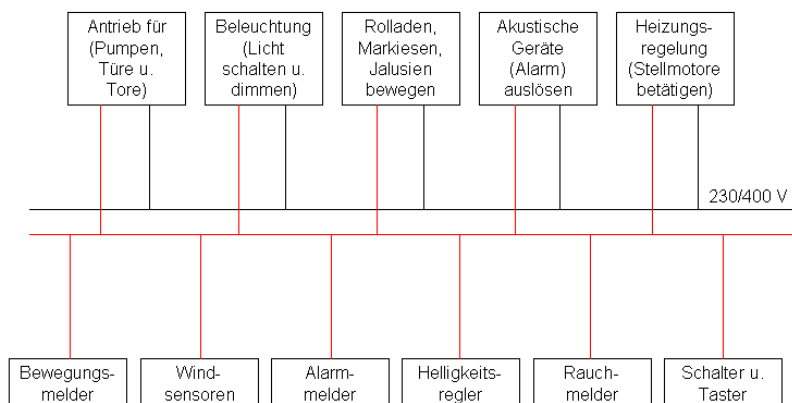 Antrieb für
(Pumpen,
Türe u.
Tore)
Beleuchtung
(Licht
schalten u.
dimmen)
Rolladen,
Markiesen,
Jalusien
bewegen
Akustische
Geräte
(Alarm)
auslösen
Heizungs-
regelung
(Stellmotore
betätigen)
230/400 V
Bewegungs-
melder
Wind-
sensoren
Alarm-
melder
Helligkeits-
regler
Rauch-
melder
Schalter u.
Taster